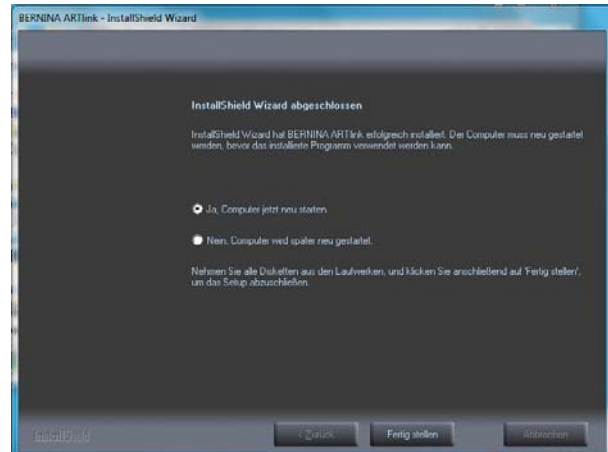 BERNINA ARTlink - InstallShield Wizard
InstallShield Wizard abgeschlossen
InstallShield Wizard hat BERNINA ARTlink erfolgreich installiert. Der Computer muss neu gestartet
werden, bevor das installierte Programm verwendet werden kann.
Ja, Computer jetzt neu starten.
Nein, Computer wird später neu gestartet.
Nehmen Sie alle Disketten aus den Laufwerken, und klicken Sie anschließend auf 'Fertig stellen',
um das Setup abzuschließen.
InstallShield
< Zurück
Fertig stellen
Abbrechen